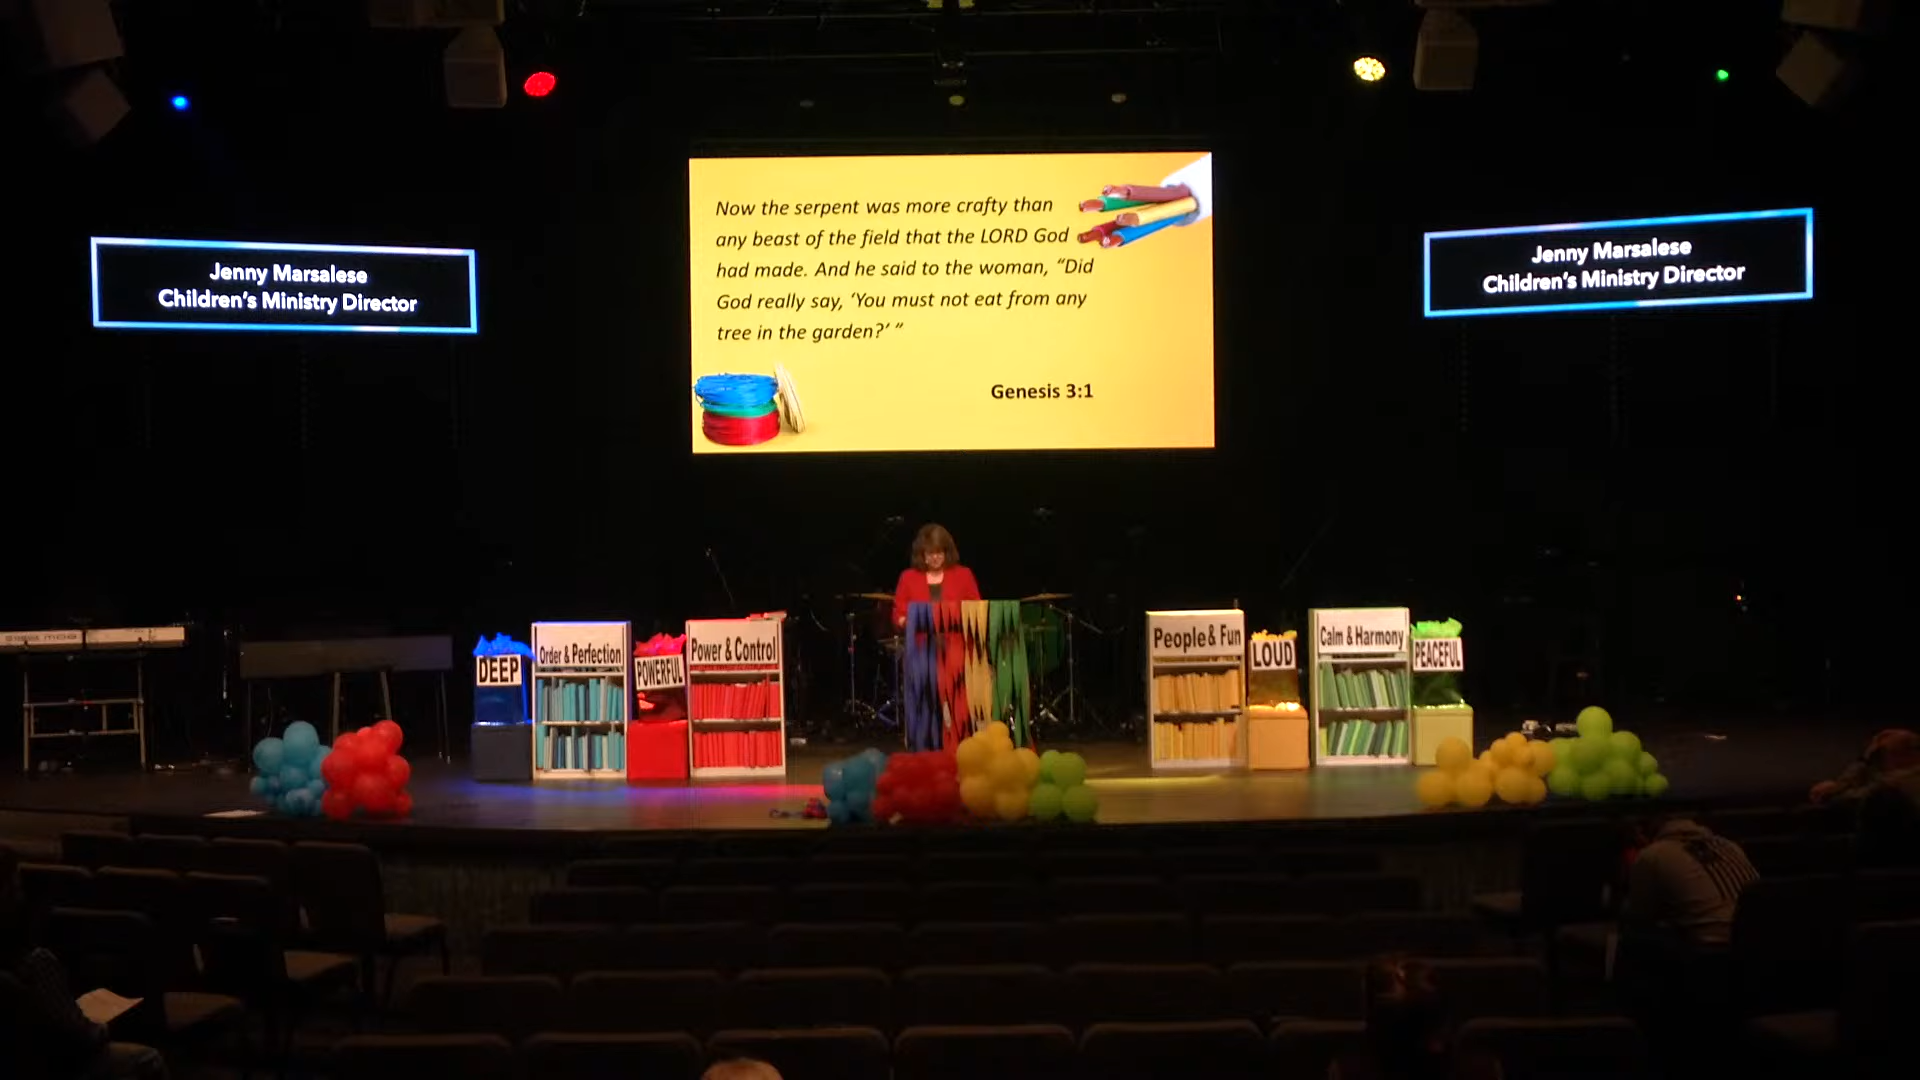 Now the serpent was more crafty than
any beast of the field that the LORD God
had made. And he said to the woman, “Did
God really say, ‘You must not eat from any
tree in the garden?’ ”
Genesis 3:1
Jenny Marsalese
Children’s Ministry Director
Jenny Marsalese
Children’s Ministry Director
DEEP
Order & Perfection
POWERFUL
Power & Control
People & Fun
LOUD
Calm & Harmony
PEACEFUL